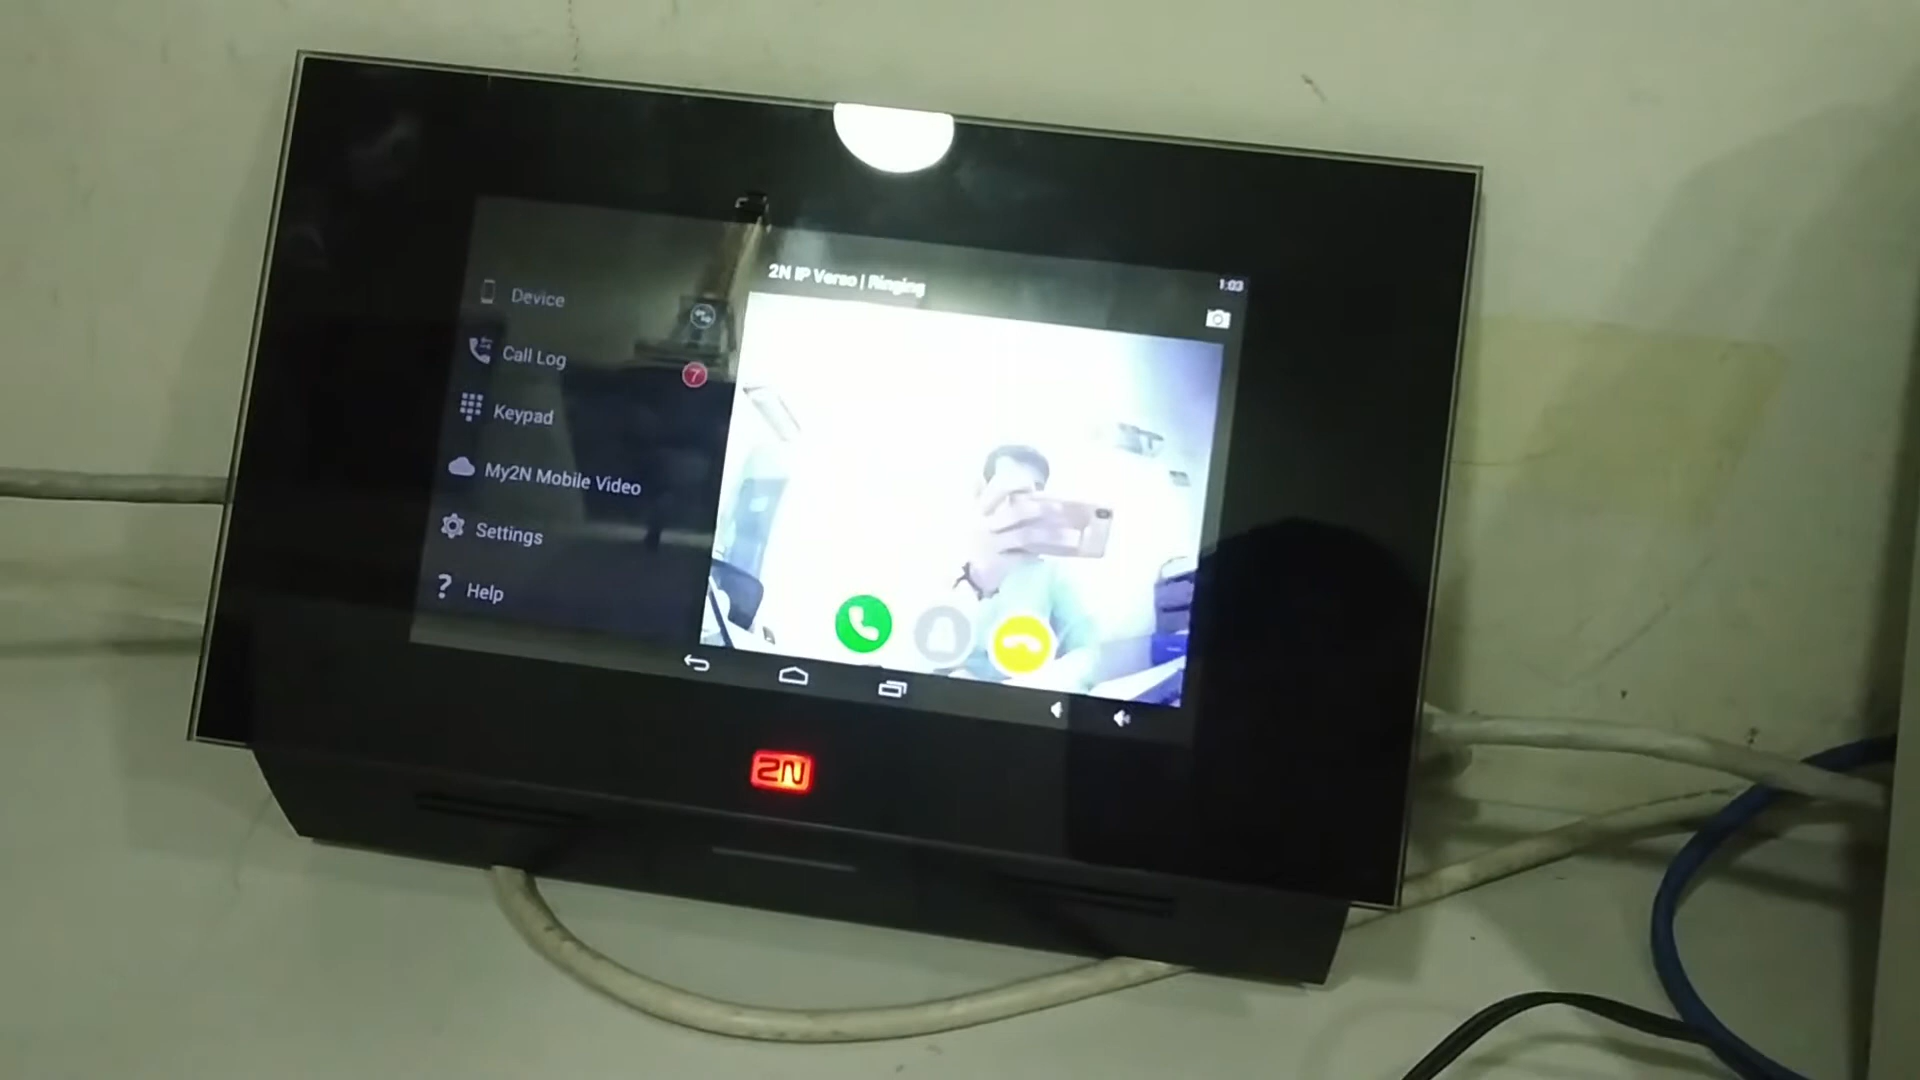 2N IP Verso | Ringing
1:03
Device
Call Log
7
Keypad
My2N Mobile Video
Settings
? Help
2N